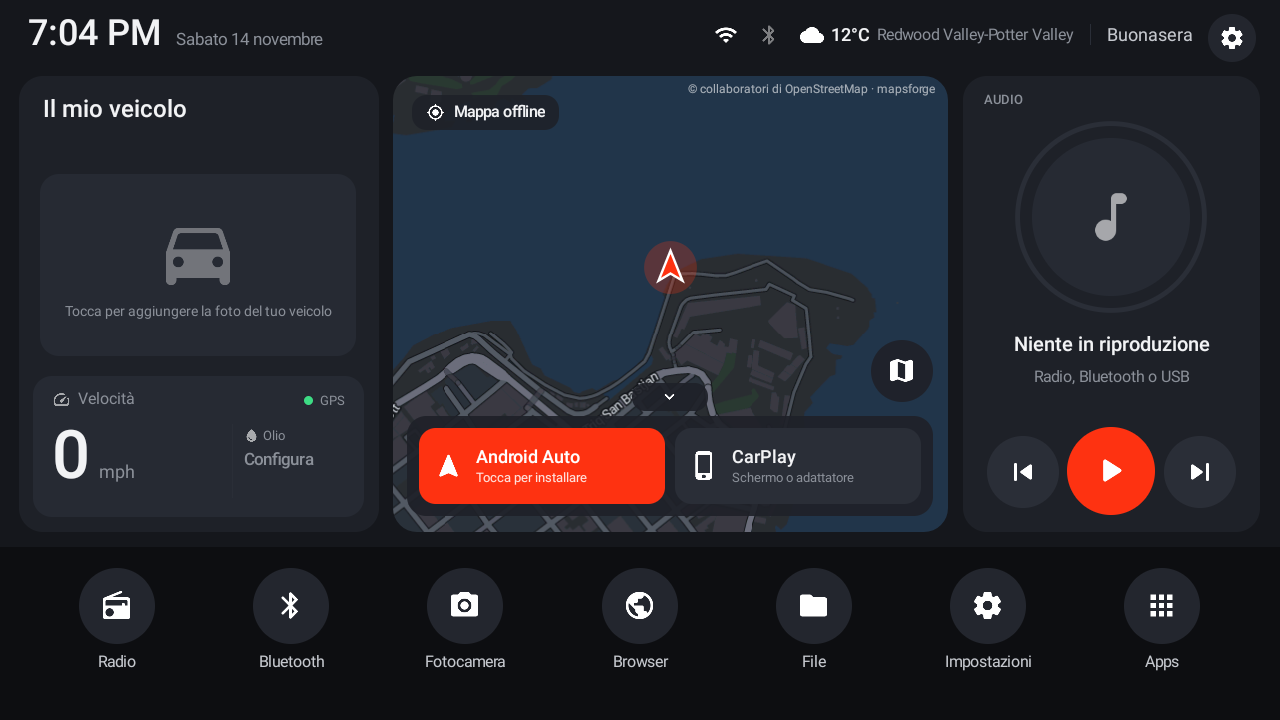 7:04 PM
Sabato 14 novembre
12°C
Redwood Valley-Potter Valley
Buonasera
Il mio veicolo
Tocca per aggiungere la foto del tuo veicolo
Velocità
GPS
0 mph
Olio
Configura
© collaboratori di OpenStreetMap · mapsforge
Mappa offline
Android Auto
Tocca per installare
CarPlay
Schermo o adattatore
AUDIO
Niente in riproduzione
Radio, Bluetooth o USB
Radio
Bluetooth
Fotocamera
Browser
File
Impostazioni
Apps